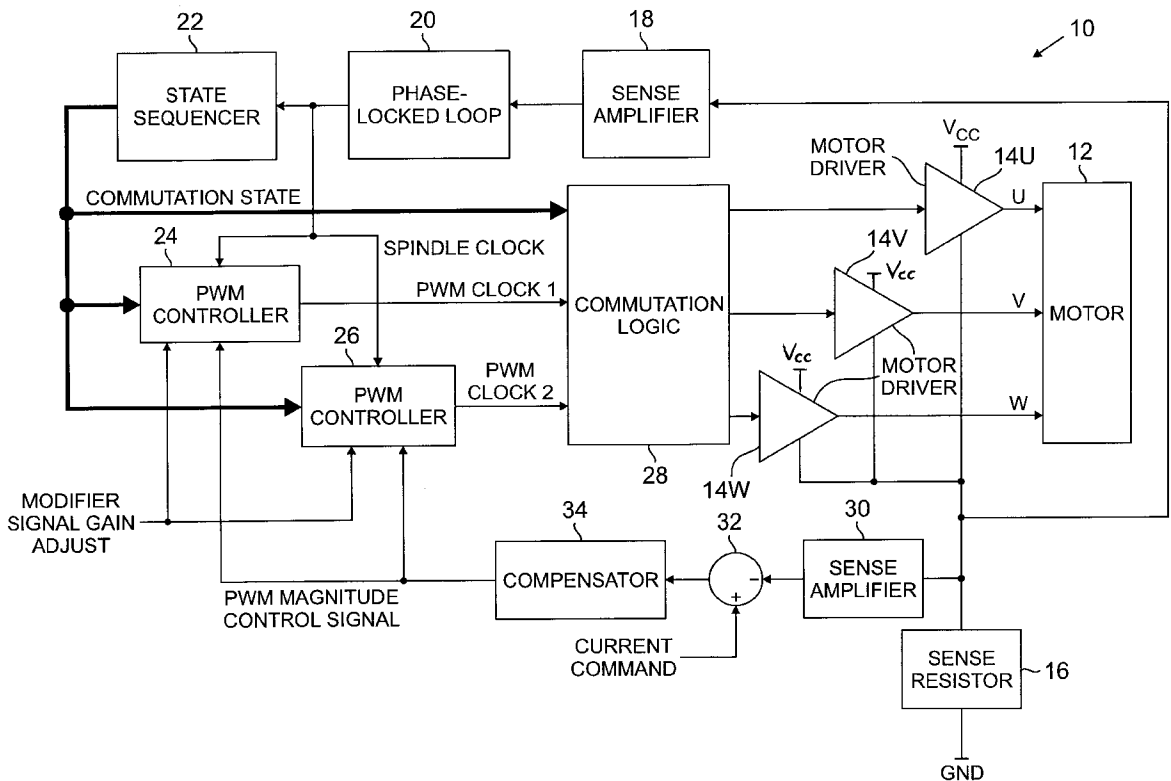 22
20
18
10
STATE
SEQUENCER
PHASE-
LOCKED LOOP
SENSE
AMPLIFIER
MOTOR
DRIVER
VCC
14U
12
U
COMMUTATION STATE
24
SPINDLE CLOCK
14V
Vcc
PWM
CONTROLLER
PWM CLOCK 1
COMMUTATION
LOGIC
V
MOTOR
26
PWM
CONTROLLER
PWM
CLOCK 2
Vcc
MOTOR
DRIVER
W
28
14W
MODIFIER
SIGNAL GAIN
ADJUST
34
32
30
COMPENSATOR
−
+
SENSE
AMPLIFIER
PWM MAGNITUDE
CONTROL SIGNAL
CURRENT
COMMAND
SENSE
RESISTOR
16
GND